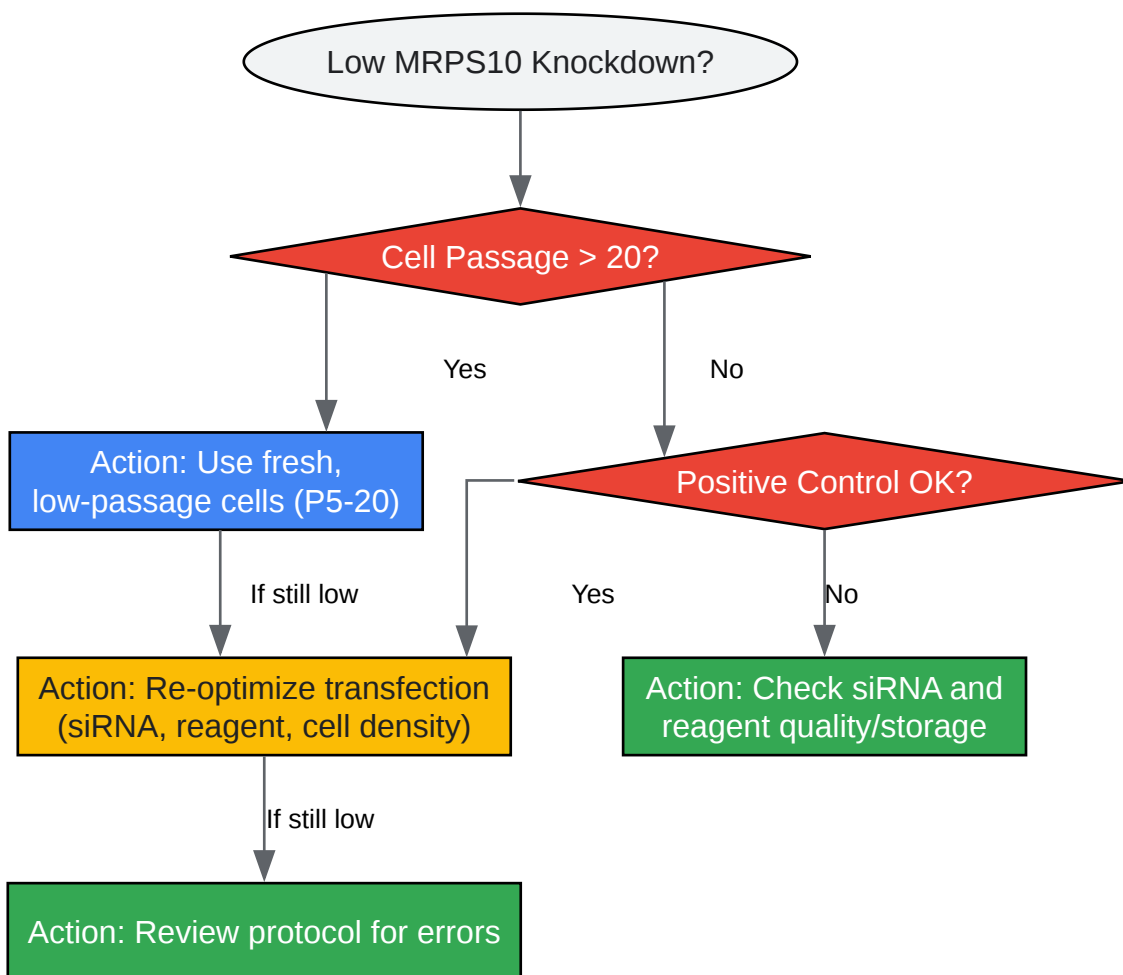 Low MRPS10 Knockdown?
Cell Passage > 20?
Yes
No
Action: Use fresh,
low-passage cells (P5-20)
Positive Control OK?
If still low
Yes
No
Action: Re-optimize transfection
(siRNA, reagent, cell density)
Action: Check siRNA and
reagent quality/storage
If still low
Action: Review protocol for errors